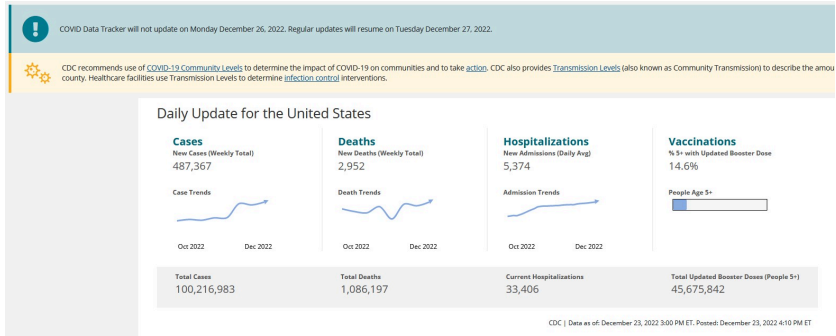 COVID Data Tracker will not update on Monday December 26, 2022. Regular updates will resume on Tuesday December 27, 2022.
CDC recommends use of COVID-19 Community Levels to determine the impact of COVID-19 on communities and to take action. CDC also provides Transmission Levels (also known as Community Transmission) to describe the amou
county. Healthcare facilities use Transmission Levels to determine infection control interventions.
Daily Update for the United States
Cases
New Cases (Weekly Total)
487,367
Case Trends
Oct 2022 Dec 2022
Deaths
New Deaths (Weekly Total)
2,952
Death Trends
Oct 2022 Dec 2022
Hospitalizations
New Admissions (Daily Avg)
5,374
Admission Trends
Oct 2022 Dec 2022
Vaccinations
% 5+ with Updated Booster Dose
14.6%
People Age 5+
Total Cases
100,216,983
Total Deaths
1,086,197
Current Hospitalizations
33,406
Total Updated Booster Doses (People 5+)
45,675,842
CDC | Data as of: December 23, 2022 3:00 PM ET. Posted: December 23, 2022 4:10 PM ET